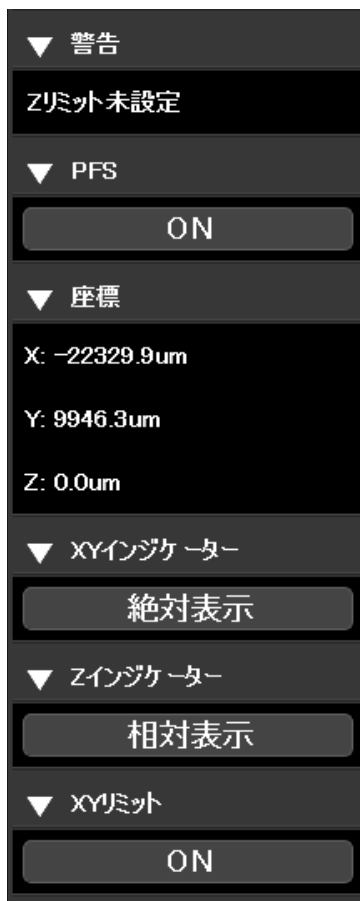 ▼ 警告
Zリミット未設定
▼ PFS
ON
▼ 座標
X: -22329.9um
Y: 9946.3um
Z: 0.0um
▼ XYインジケーター
絶対表示
▼ Zインジケーター
相対表示
▼ XYリミット
ON